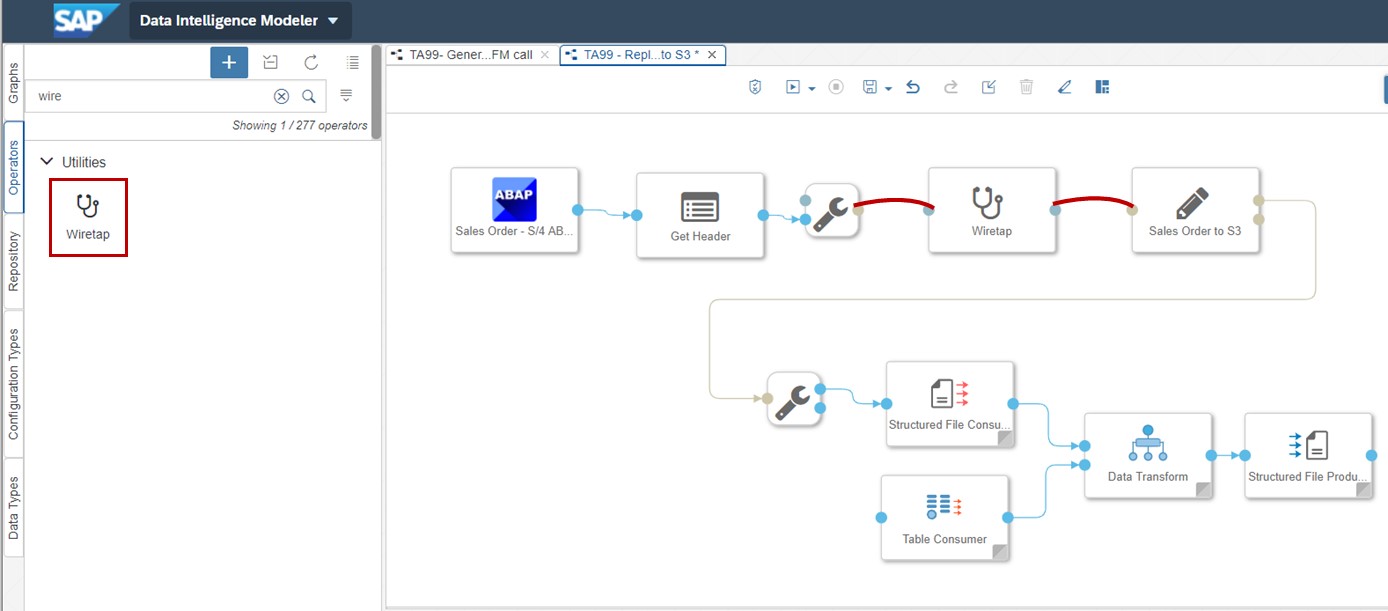 SAP
Data Intelligence Modeler
Graphs
Operators
Repository
Configuration Types
Data Types
wire
Showing 1 / 277 operators
Utilities
Wiretap
TA99- Gener...FM call
TA99 - Repl...to S3 *
ABAP
Sales Order - S/4 AB...
Get Header
Wiretap
Sales Order to S3
Structured File Consu...
Table Consumer
Data Transform
Structured File Produ...